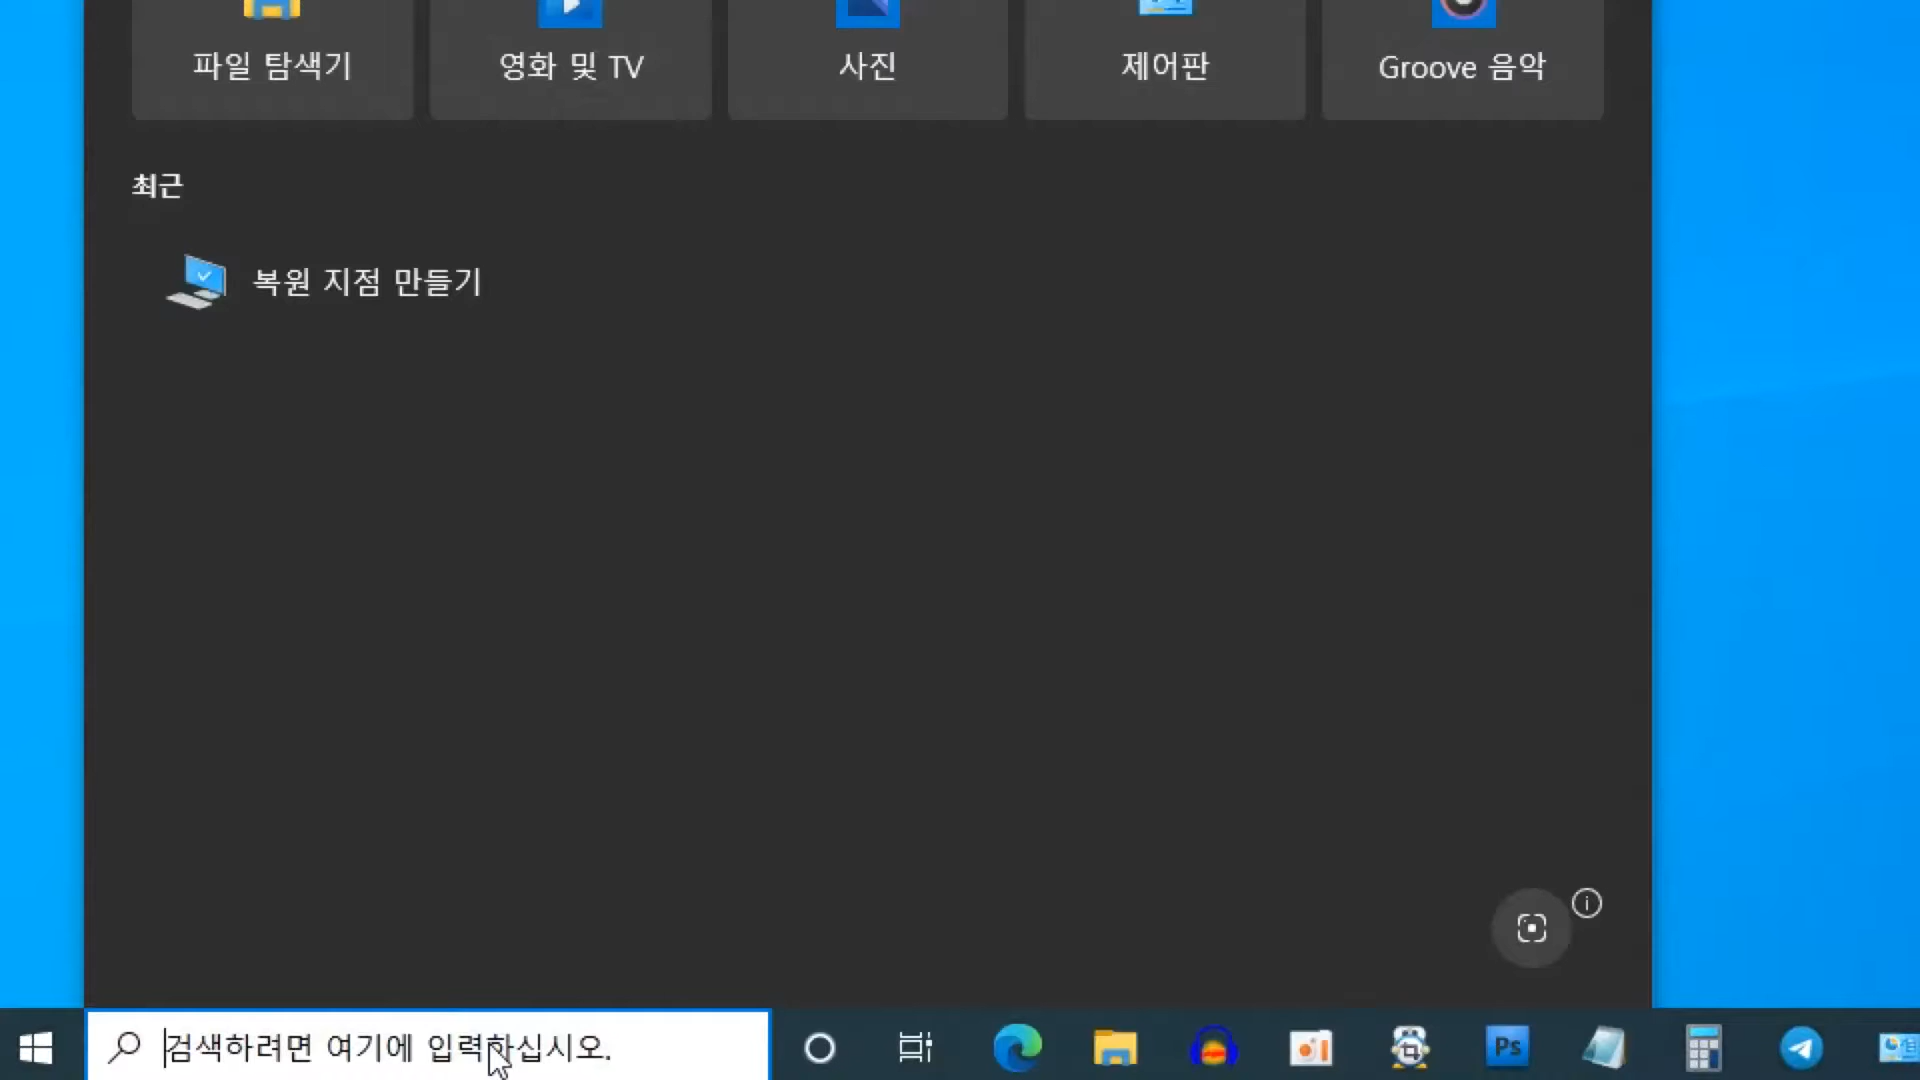 파일 탐색기
영화 및 TV
사진
제어판
Groove 음악
최근
복원 지점 만들기
검색하려면 여기에 입력하십시오.
Ps